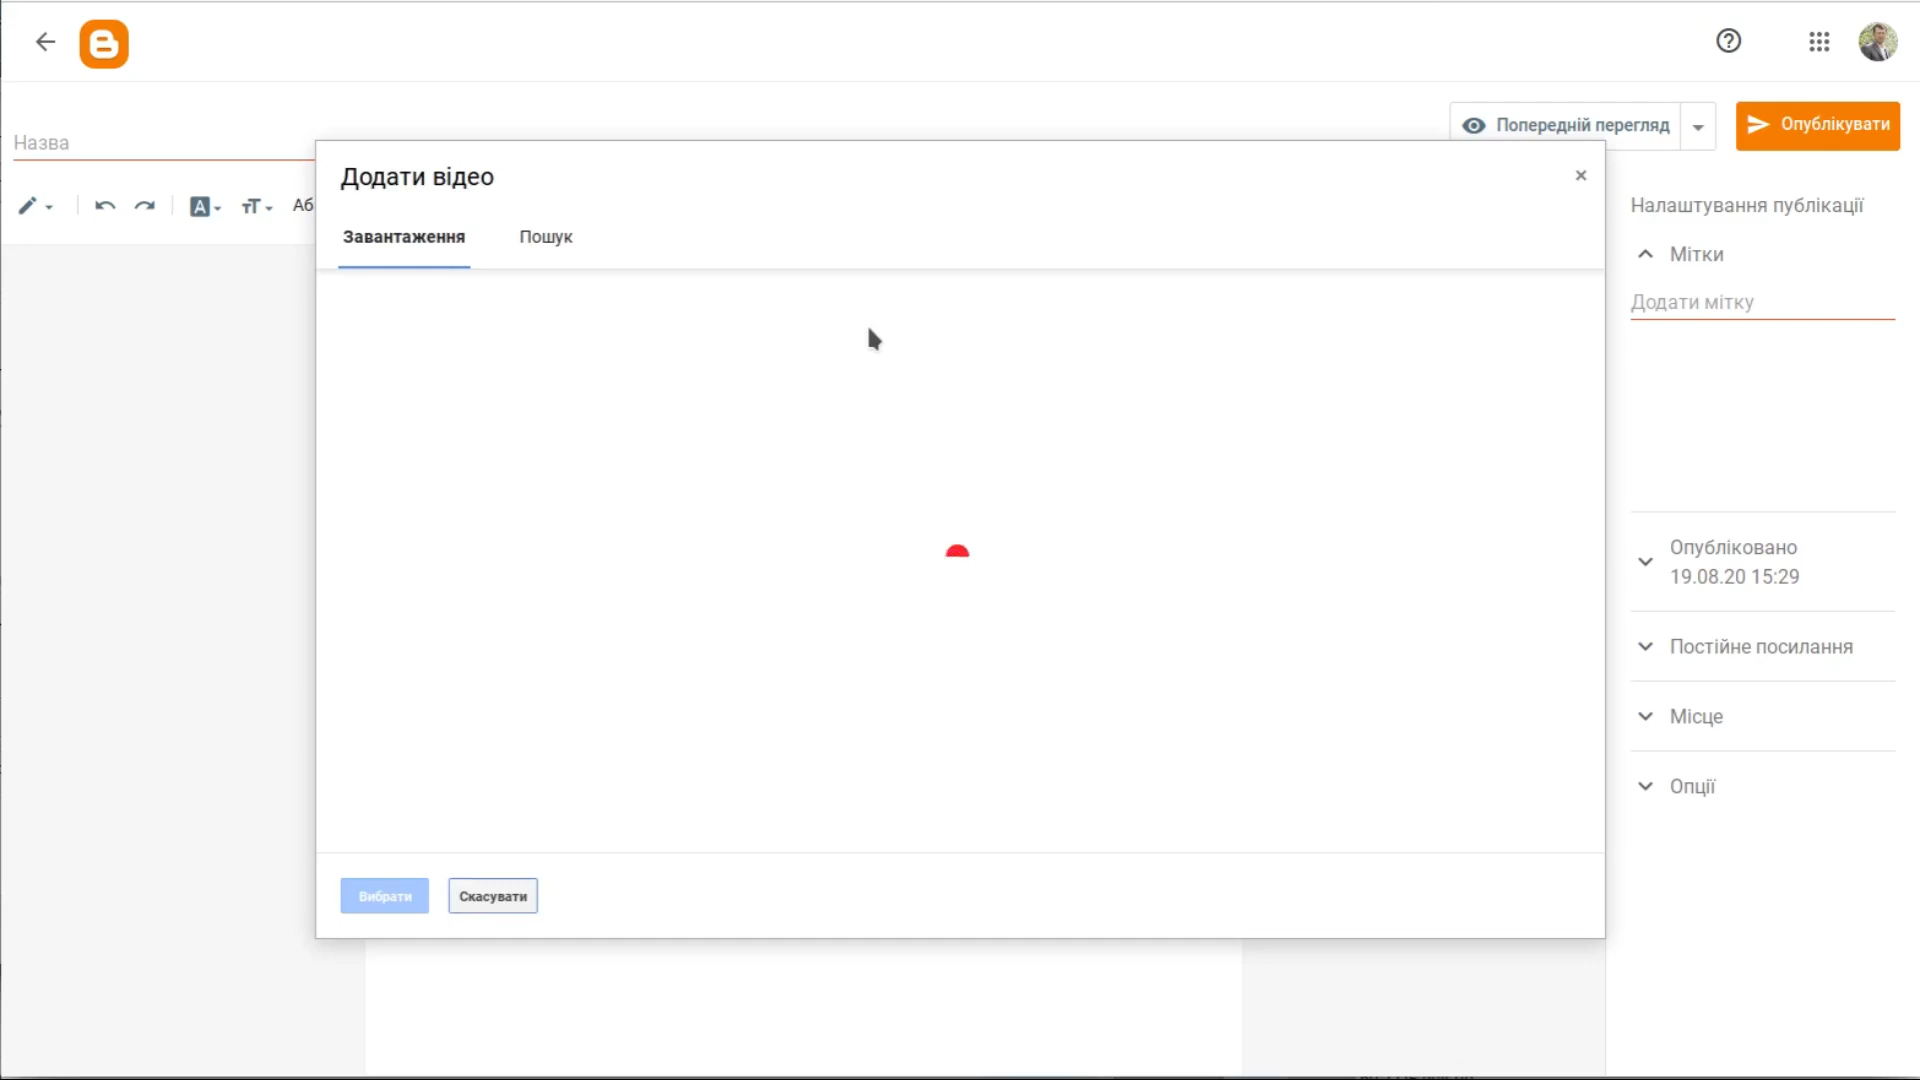 Назва
Попередній перегляд
Опублікувати
Додати відео
×
Аб
Завантаження
Пошук
Налаштування публікації
Мітки
Додати мітку
Опубліковано
19.08.20 15:29
Постійне посилання
Місце
Опції
Вибрати
Скасувати